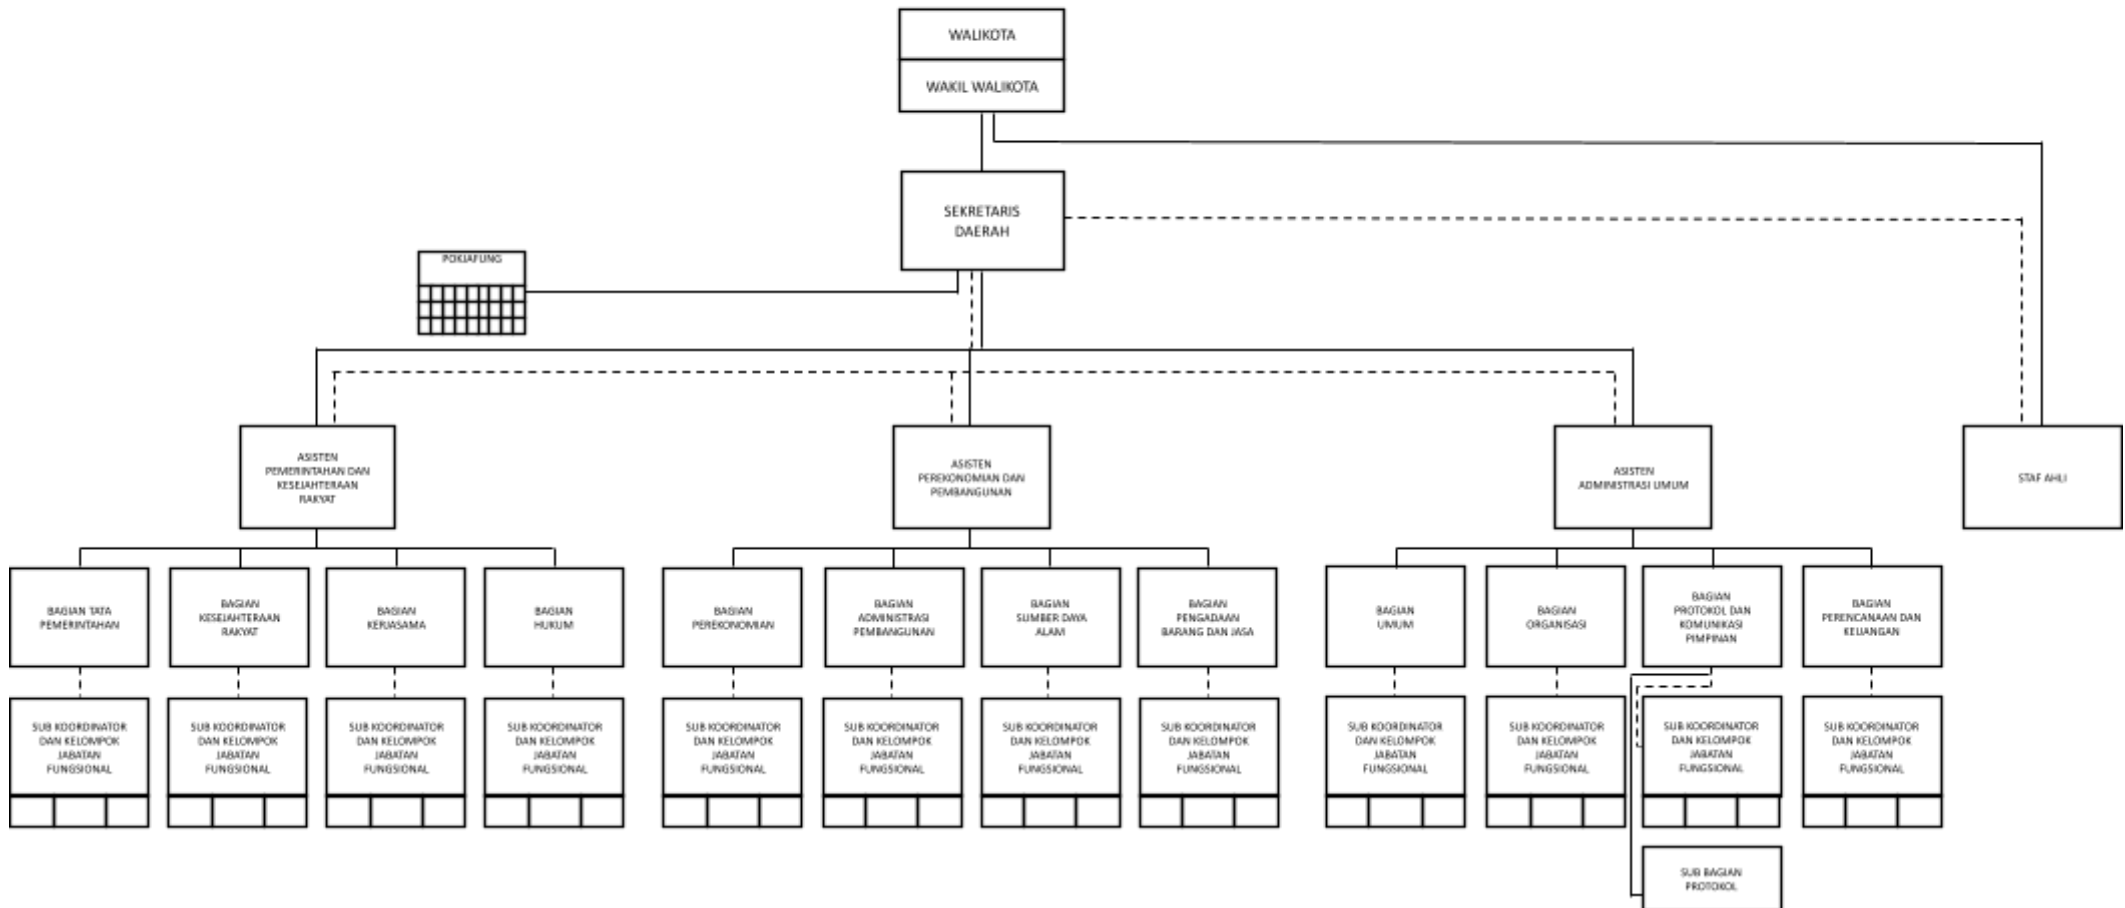 WALIKOTA
WAKIL WALIKOTA
SEKRETARIS
DAERAH
POKJAFUNG
ASISTEN
PEMERINTAHAN DAN
KESEJAHTERAAN
RAKYAT
ASISTEN
PEREKONOMIAN DAN
PEMBANGUNAN
ASISTEN
ADMINISTRASI UMUM
STAF AHLI
BAGIAN TATA
PEMERINTAHAN
BAGIAN
KESEJAHTERAAN
RAKYAT
BAGIAN
KERJASAMA
BAGIAN
HUKUM
BAGIAN
PEREKONOMIAN
BAGIAN
ADMINISTRASI
PEMBANGUNAN
BAGIAN
SUMBER DAYA
ALAM
BAGIAN
PENGADAAN
BARANG DAN JASA
BAGIAN
UMUM
BAGIAN
ORGANISASI
BAGIAN
PROTOKOL DAN
KOMUNIKASI
PIMPINAN
BAGIAN
PERENCANAAN DAN
KEUANGAN
SUB KOORDINATOR
DAN KELOMPOK
JABATAN
FUNGSIONAL
SUB KOORDINATOR
DAN KELOMPOK
JABATAN
FUNGSIONAL
SUB KOORDINATOR
DAN KELOMPOK
JABATAN
FUNGSIONAL
SUB KOORDINATOR
DAN KELOMPOK
JABATAN
FUNGSIONAL
SUB KOORDINATOR
DAN KELOMPOK
JABATAN
FUNGSIONAL
SUB KOORDINATOR
DAN KELOMPOK
JABATAN
FUNGSIONAL
SUB KOORDINATOR
DAN KELOMPOK
JABATAN
FUNGSIONAL
SUB KOORDINATOR
DAN KELOMPOK
JABATAN
FUNGSIONAL
SUB KOORDINATOR
DAN KELOMPOK
JABATAN
FUNGSIONAL
SUB KOORDINATOR
DAN KELOMPOK
JABATAN
FUNGSIONAL
SUB KOORDINATOR
DAN KELOMPOK
JABATAN
FUNGSIONAL
SUB KOORDINATOR
DAN KELOMPOK
JABATAN
FUNGSIONAL
SUB BAGIAN
PROTOKOL